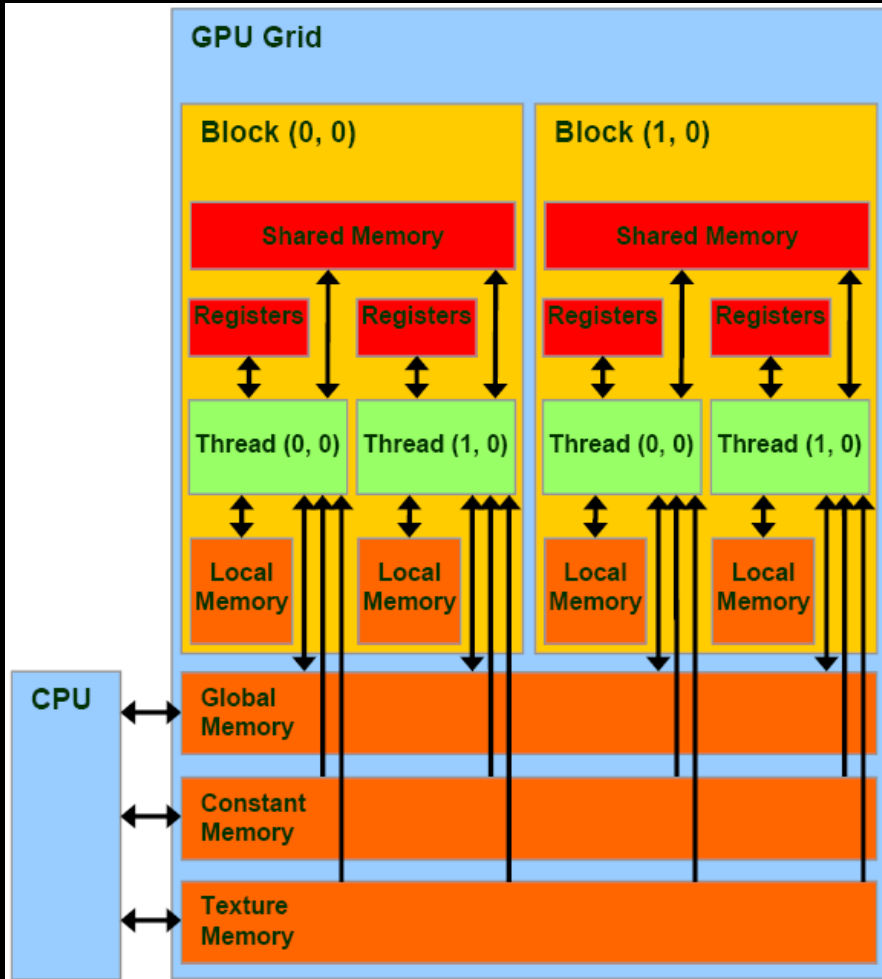 GPU Grid
Block (0, 0)
Block (1, 0)
Shared Memory
Shared Memory
Registers
Registers
Registers
Registers
Thread (0, 0)
Thread (1, 0)
Thread (0, 0)
Thread (1, 0)
Local
Memory
Local
Memory
Local
Memory
Local
Memory
CPU
Global
Memory
Constant
Memory
Texture
Memory